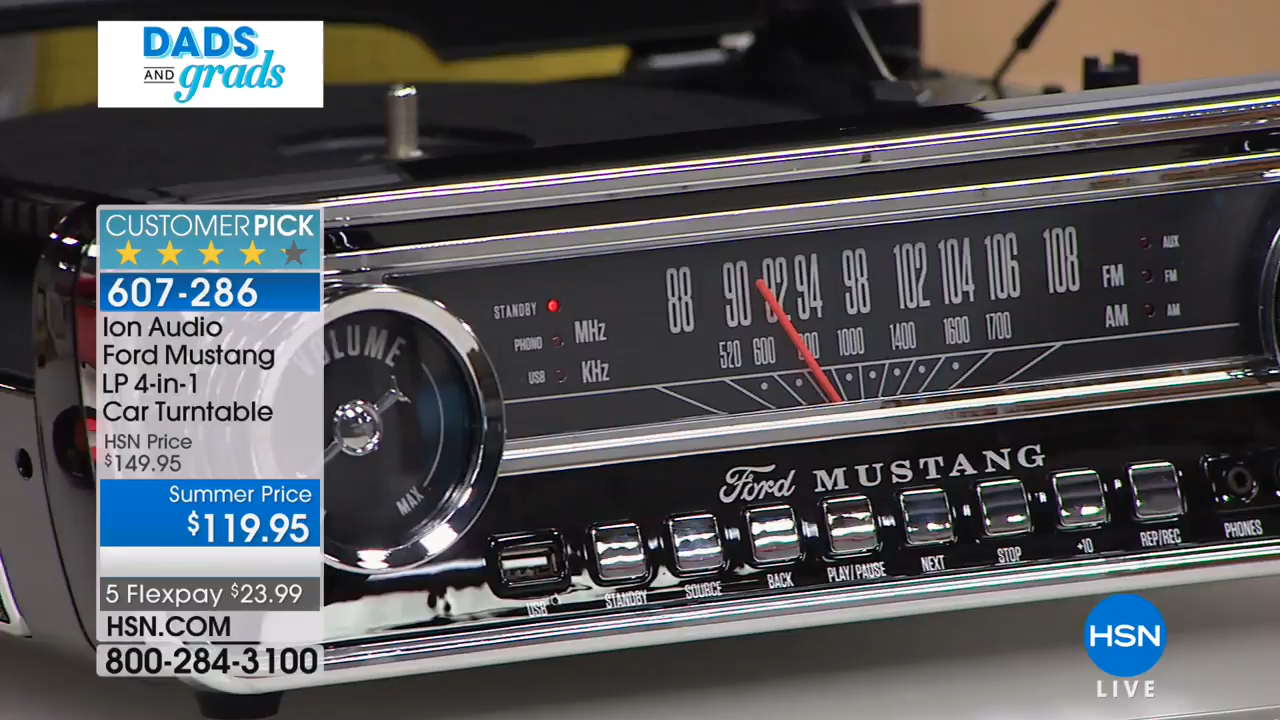 DADS
AND grads
CUSTOMERPICK
607-286
Ion Audio
Ford Mustang
LP 4-in-1
Car Turntable
HSN Price
$149.95
Summer Price
$119.95
5 Flexpay $23.99
HSN.COM
800-284-3100
VOLUME
MAX
STANDBY
PHONO
USB
MHz
KHz
88 90 92 94 98 102 104 106 108
520 600 800 1000 1400 1600 1700
FM
AM
AUX
FM
AM
Ford MUSTANG
USB STANDBY SOURCE BACK PLAY/PAUSE NEXT STOP +10 REP/REC PHONES
HSN
LIVE